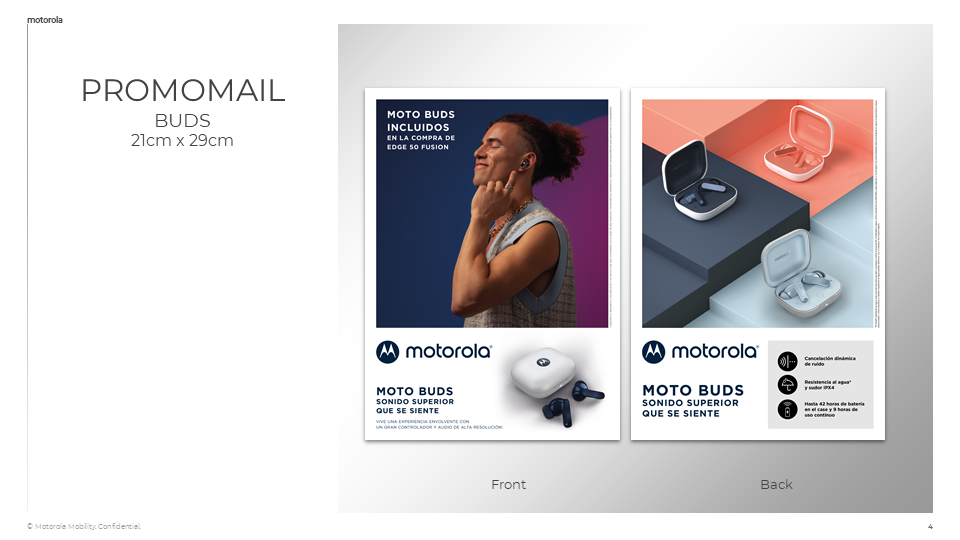 motorola
PROMOMAIL
BUDS
21cm x 29cm
MOTO BUDS
INCLUIDOS
EN LA COMPRA DE
EDGE 50 FUSION
motorola
MOTO BUDS
SONIDO SUPERIOR
QUE SE SIENTE
VIVE UNA EXPERIENCIA ENVOLVENTE CON
UN GRAN CONTROLADOR Y AUDIO DE ALTA RESOLUCIÓN
motorola
MOTO BUDS
SONIDO SUPERIOR
QUE SE SIENTE
Cancelación dinámica
de ruido
Resistencia al agua*
y sudor IPX4
Hasta 42 horas de batería
en el case y 9 horas de
uso continuo
Front
Back
© Motorola Mobility. Confidential.
4